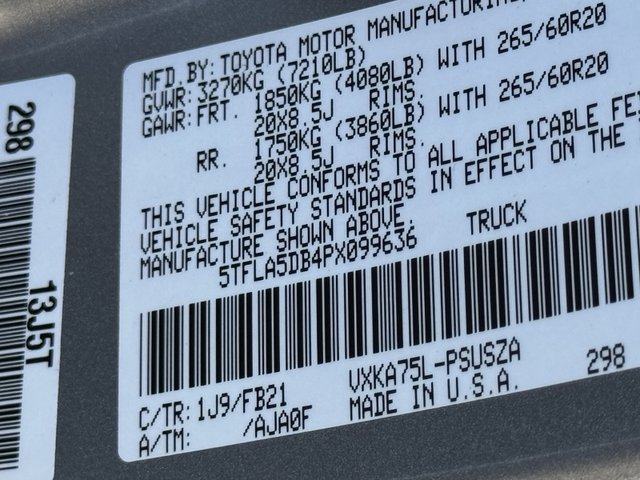 MFD. BY: TOYOTA MOTOR MANUFACTURING
GVWR: 3270KG (7210LB)
GAWR: FRT. 1850KG (4080LB) WITH 265/60R20
20X8.5J RIMS.
RR. 1750KG (3860LB) WITH 265/60R20
20X8.5J RIMS.
THIS VEHICLE CONFORMS TO ALL APPLICABLE
VEHICLE SAFETY STANDARDS IN EFFECT ON THE
MANUFACTURE SHOWN ABOVE.
5TFLA5DB4PX099636 TRUCK
C/TR: 1J9/FB21 VXKA75L-PSUSZA
A/TM: /AJA0F MADE IN U.S.A. 298
298
13J5T